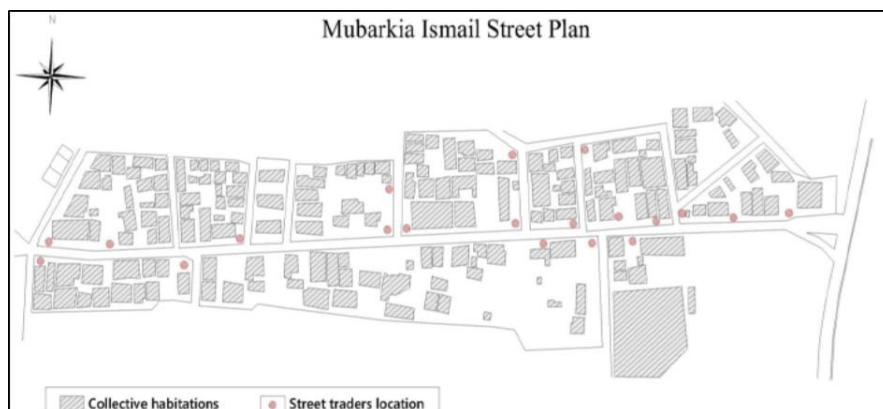 N
Mubarkia Ismail Street Plan
Collective habitations
Street traders location